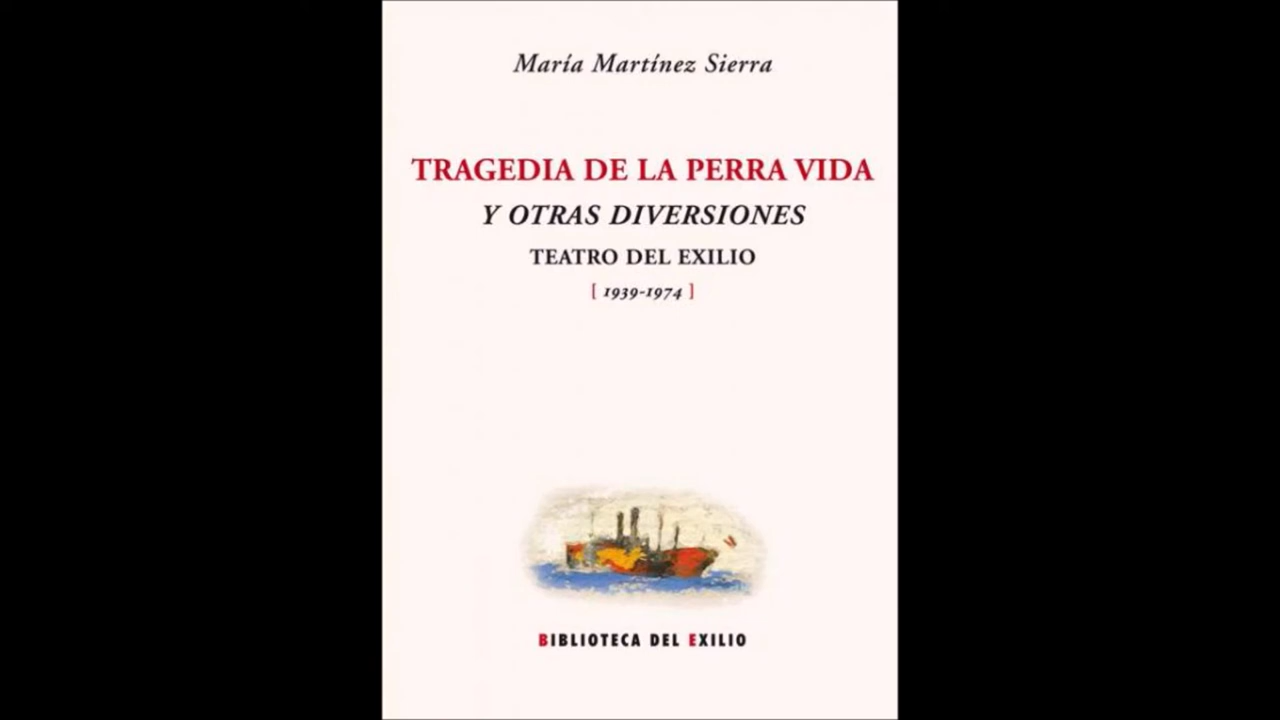 María Martínez Sierra
TRAGEDIA DE LA PERRA VIDA
Y OTRAS DIVERSIONES
TEATRO DEL EXILIO
[ 1939-1974 ]
BIBLIOTECA DEL EXILIO